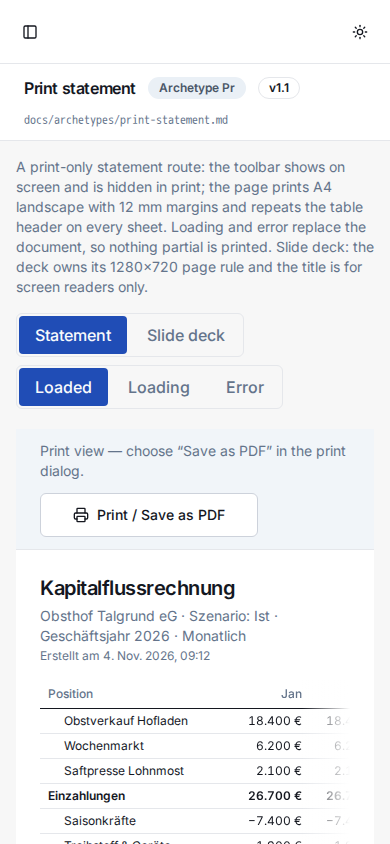 Print statement Archetype Pr v1.1
docs/archetypes/print-statement.md
A print-only statement route: the toolbar shows on
screen and is hidden in print; the page prints A4
landscape with 12 mm margins and repeats the table
header on every sheet. Loading and error replace the
document, so nothing partial is printed. Slide deck: the
deck owns its 1280×720 page rule and the title is for
screen readers only.
Statement Slide deck
Loaded Loading Error
Print view — choose “Save as PDF” in the print
dialog.
Print / Save as PDF
Kapitalflussrechnung
Obsthof Talgrund eG · Szenario: Ist ·
Geschäftsjahr 2026 · Monatlich
Erstellt am 4. Nov. 2026, 09:12
Position Jan
Obstverkauf Hofladen 18.400 €
Wochenmarkt 6.200 €
Saftpresse Lohnmost 2.100 €
Einzahlungen 26.700 €
Saisonkräfte −7.400 €